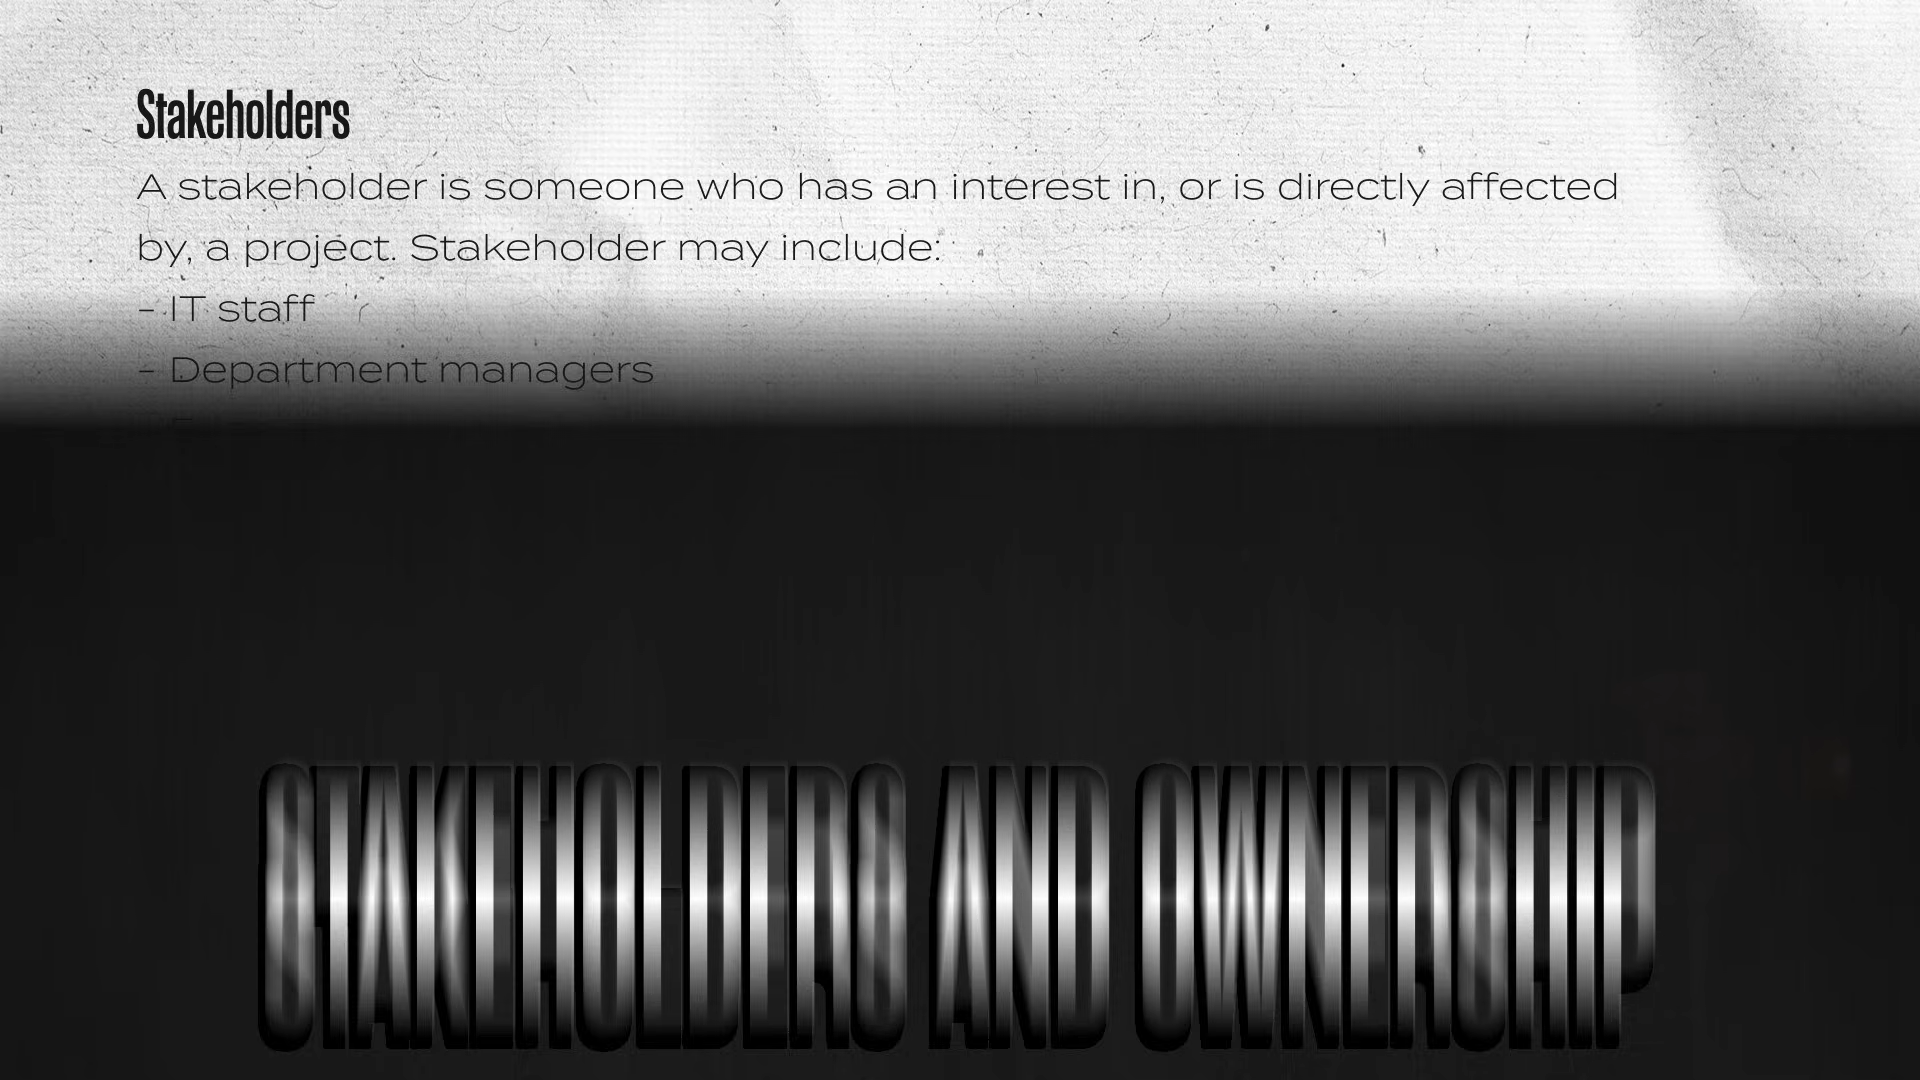 Stakeholders
A stakeholder is someone who has an interest in, or is directly affected
by, a project. Stakeholder may include:
– IT staff
– Department managers
STAKEHOLDERS AND OWNERSHIP